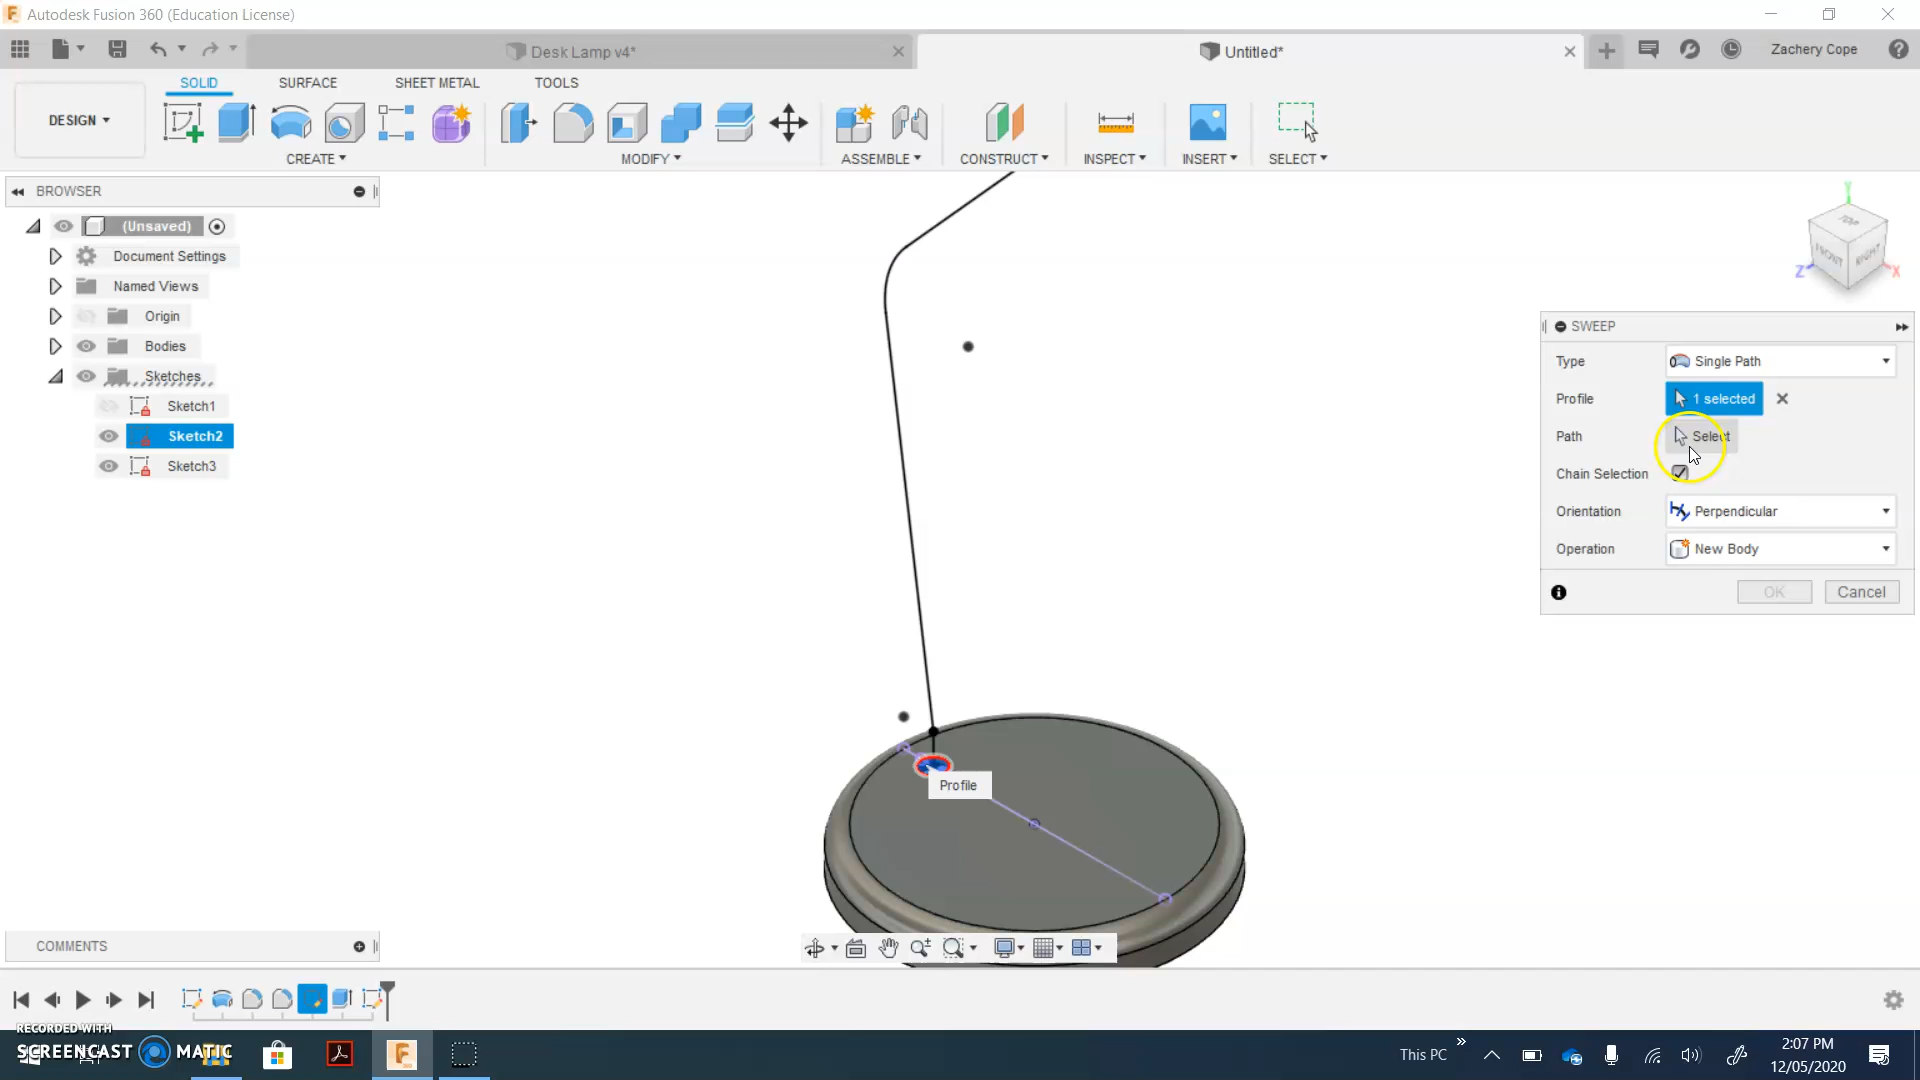 Autodesk Fusion 360 (Education License)
Desk Lamp v4*
Untitled*
Zachery Cope
SOLID
SURFACE
SHEET METAL
TOOLS
DESIGN
CREATE
MODIFY
ASSEMBLE
CONSTRUCT
INSPECT
INSERT
SELECT
BROWSER
(Unsaved)
Document Settings
Named Views
Origin
Bodies
Sketches
Sketch1
Sketch2
Sketch3
Y
TOP
FRONT
RIGHT
Z
X
SWEEP
Type
Single Path
Profile
1 selected
Path
Select
Chain Selection
Orientation
Perpendicular
Operation
New Body
OK
Cancel
Profile
COMMENTS
RECORDED WITH
SCREENCAST MATIC
This PC
2:07 PM
12/05/2020